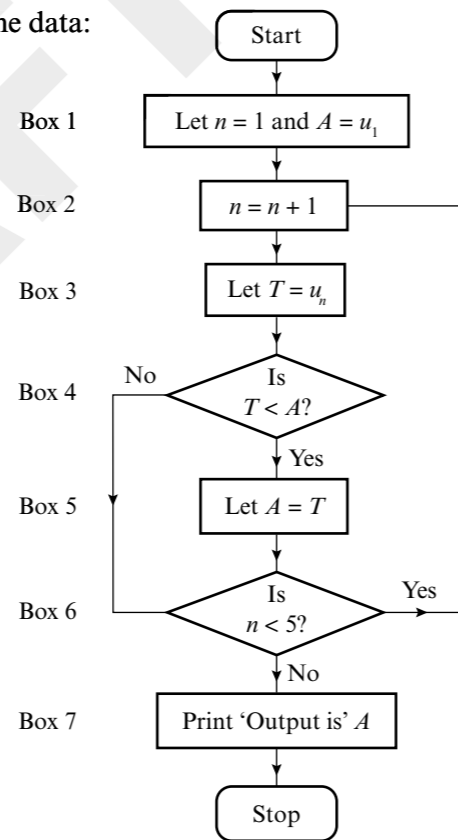 ne data:
Start
Box 1
Let n = 1 and A = u₁
Box 2
n = n + 1
Box 3
Let T = uₙ
Box 4
No
Is
T < A?
Yes
Box 5
Let A = T
Box 6
Is
n < 5?
Yes
No
Box 7
Print ‘Output is’ A
Stop